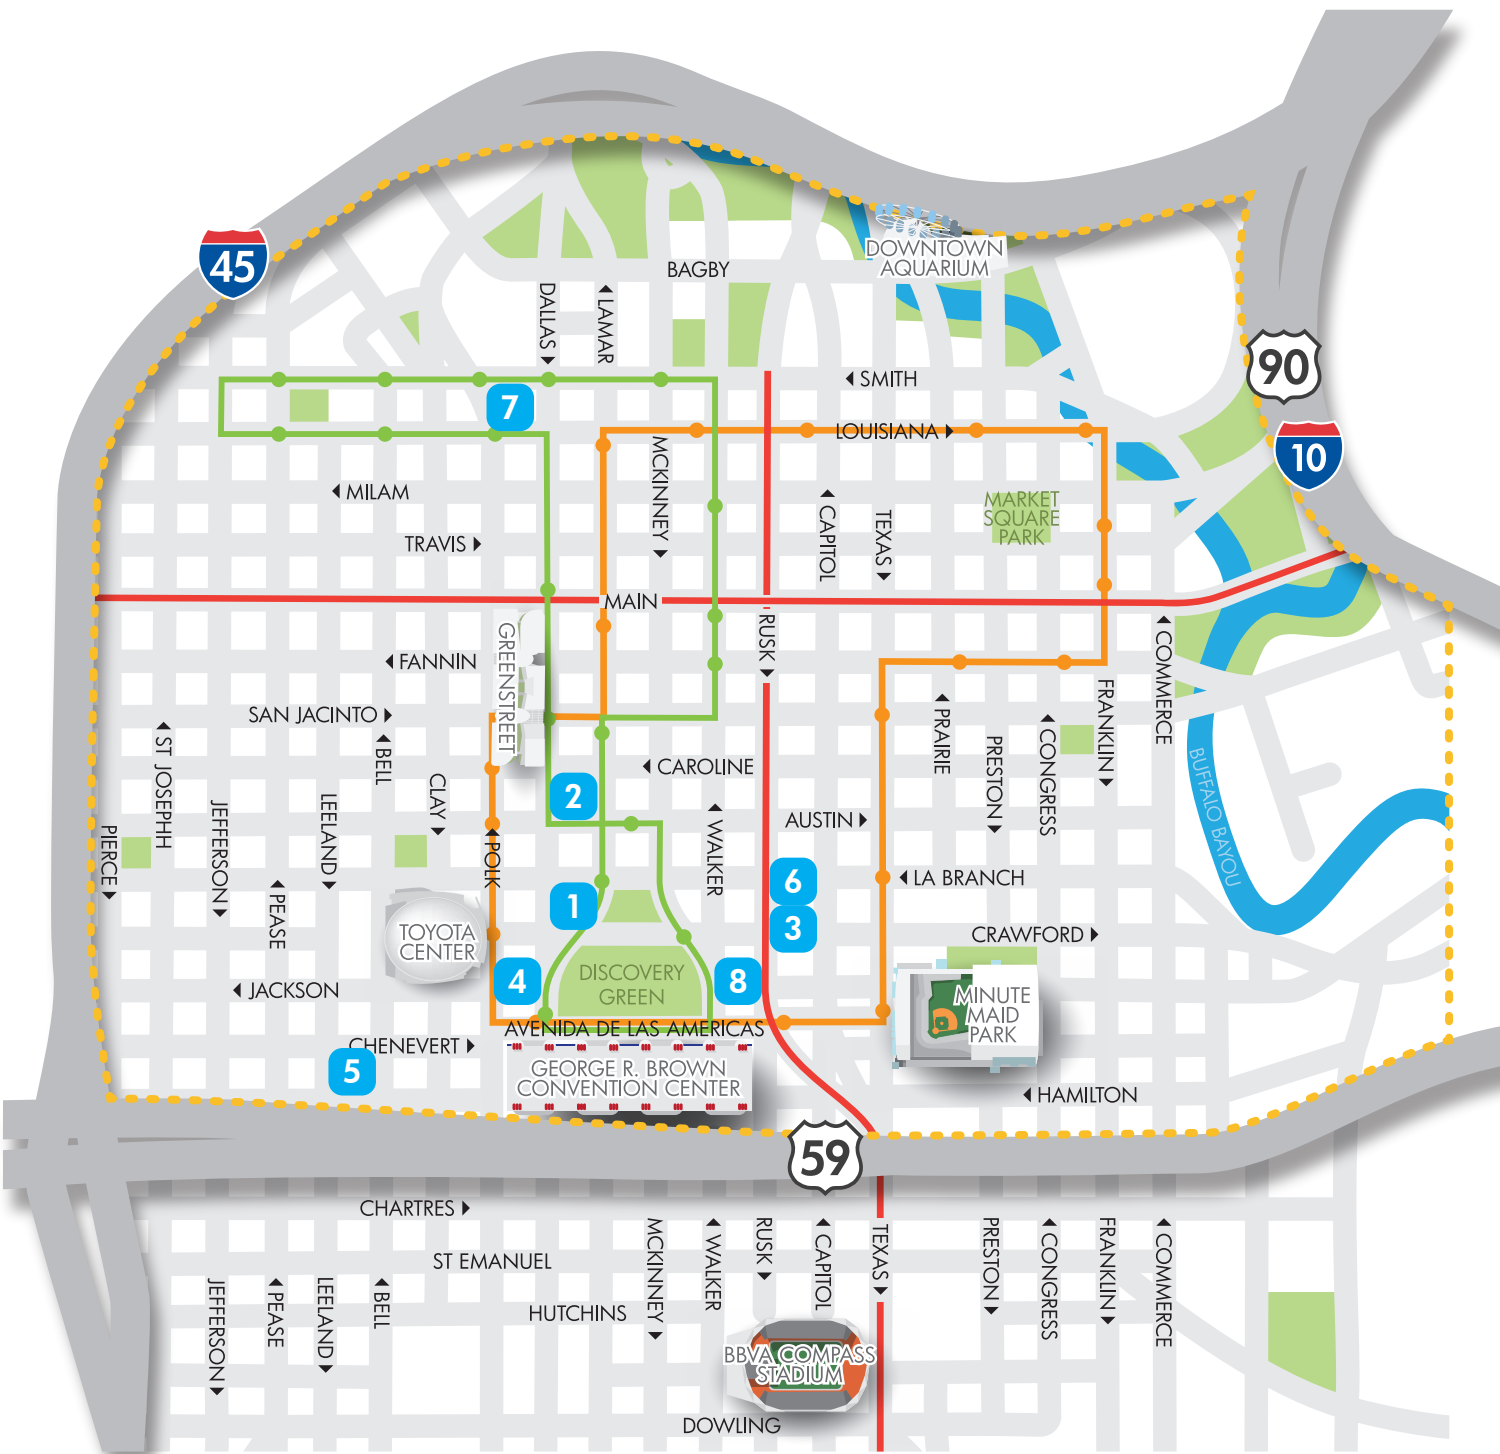 45
DOWNTOWN
AQUARIUM
BAGBY
DALLAS
LAMAR
90
SMITH
7
LOUISIANA
10
MCKINNEY
MILAM
CAPITOL
TEXAS
MARKET
SQUARE
PARK
TRAVIS
MAIN
RUSK
GREENSTREET
FANNIN
COMMERCE
SAN JACINTO
FRANKLIN
ST JOSEPHH
BELL
PRAIRIE
PRESTON
CONGRESS
BUFFALO BAYOU
CAROLINE
CLAY
2
JEFFERSON
LEELAND
WALKER
AUSTIN
PIERCE
POLK
6
LA BRANCH
PEASE
1
3
TOYOTA
CENTER
CRAWFORD
4
DISCOVERY
GREEN
8
JACKSON
MINUTE
MAID
PARK
AVENIDA DE LAS AMERICAS
CHENEVERT
5
GEORGE R. BROWN
CONVENTION CENTER
HAMILTON
59
CHARTRES
ST EMANUEL
HUTCHINS
JEFFERSON
PEASE
LEELAND
BELL
MCKINNEY
WALKER
RUSK
CAPITOL
TEXAS
PRESTON
CONGRESS
FRANKLIN
COMMERCE
BBVA COMPASS
STADIUM
DOWLING